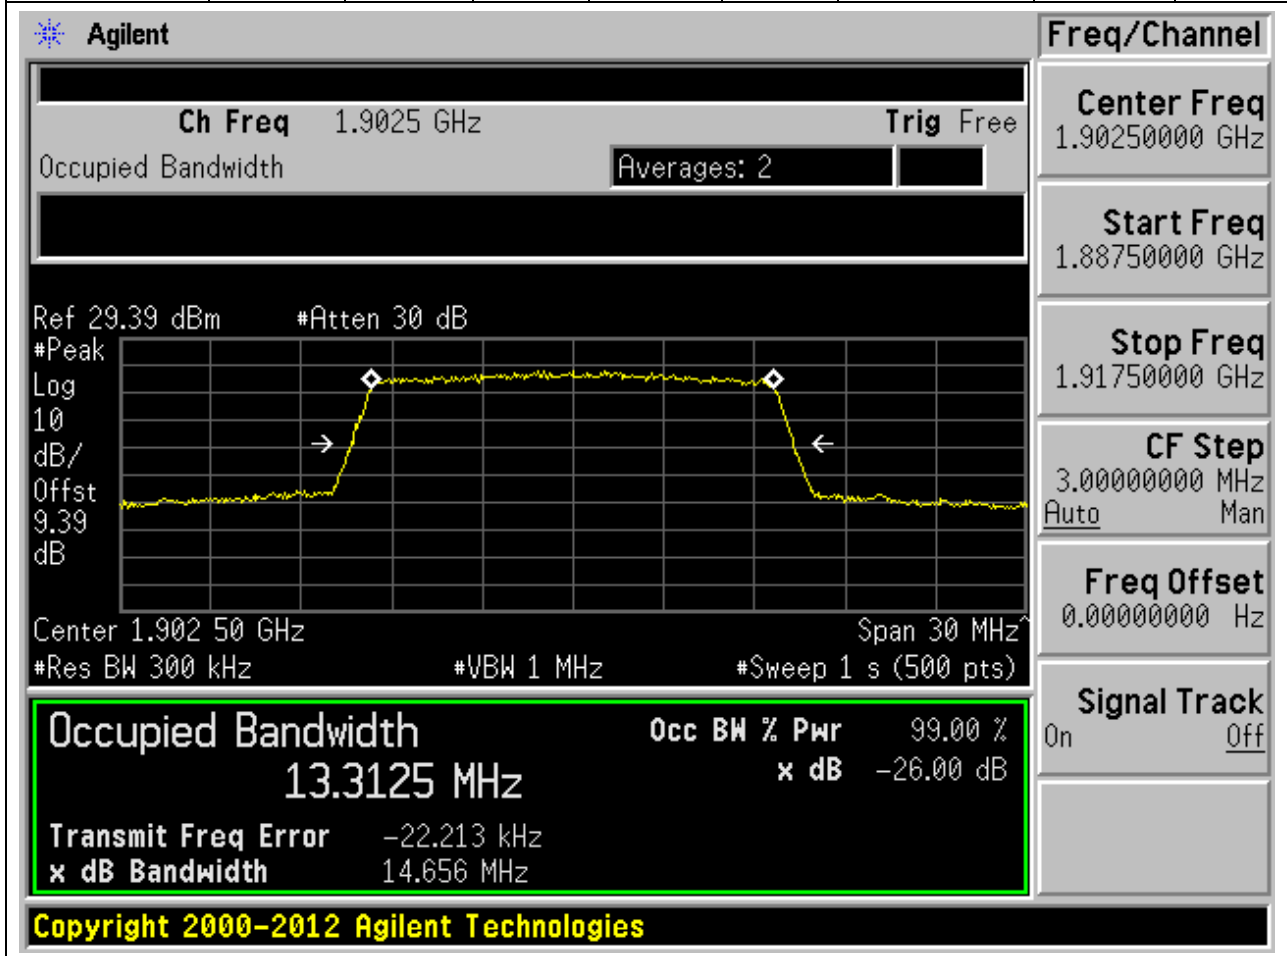 Agilent
Freq/Channel
Ch Freq 1.9025 GHz Trig Free
Occupied Bandwidth Averages: 2
Center Freq
1.90250000 GHz
Start Freq
1.88750000 GHz
Stop Freq
1.91750000 GHz
CF Step
3.00000000 MHz
Auto Man
Freq Offset
0.00000000 Hz
Signal Track
On Off
Ref 29.39 dBm #Atten 30 dB
#Peak
Log
10
dB/
Offst
9.39
dB
Center 1.902 50 GHz Span 30 MHz^
#Res BW 300 kHz #VBW 1 MHz #Sweep 1 s (500 pts)
Occupied Bandwidth Occ BW % Pwr 99.00 %
13.3125 MHz x dB -26.00 dB
Transmit Freq Error -22.213 kHz
x dB Bandwidth 14.656 MHz
Copyright 2000-2012 Agilent Technologies